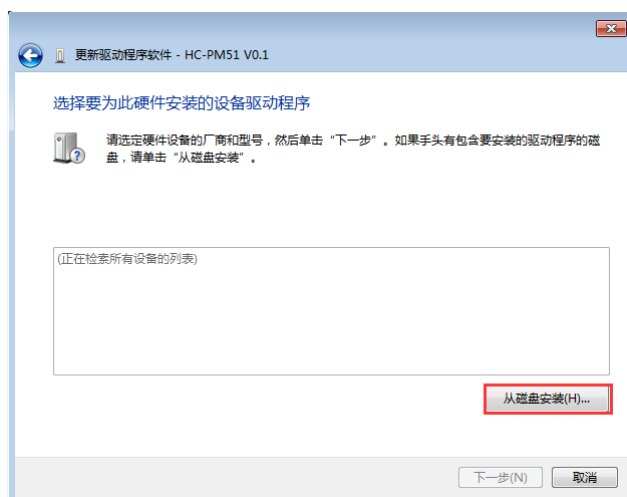 更新驱动程序软件 - HC-PM51 V0.1
选择要为此硬件安装的设备驱动程序
请选定硬件设备的厂商和型号，然后单击“下一步”。如果手头有包含要安装的驱动程序的磁
盘，请单击“从磁盘安装”。
(正在检索所有设备的列表)
从磁盘安装(H)...
下一步(N)
取消